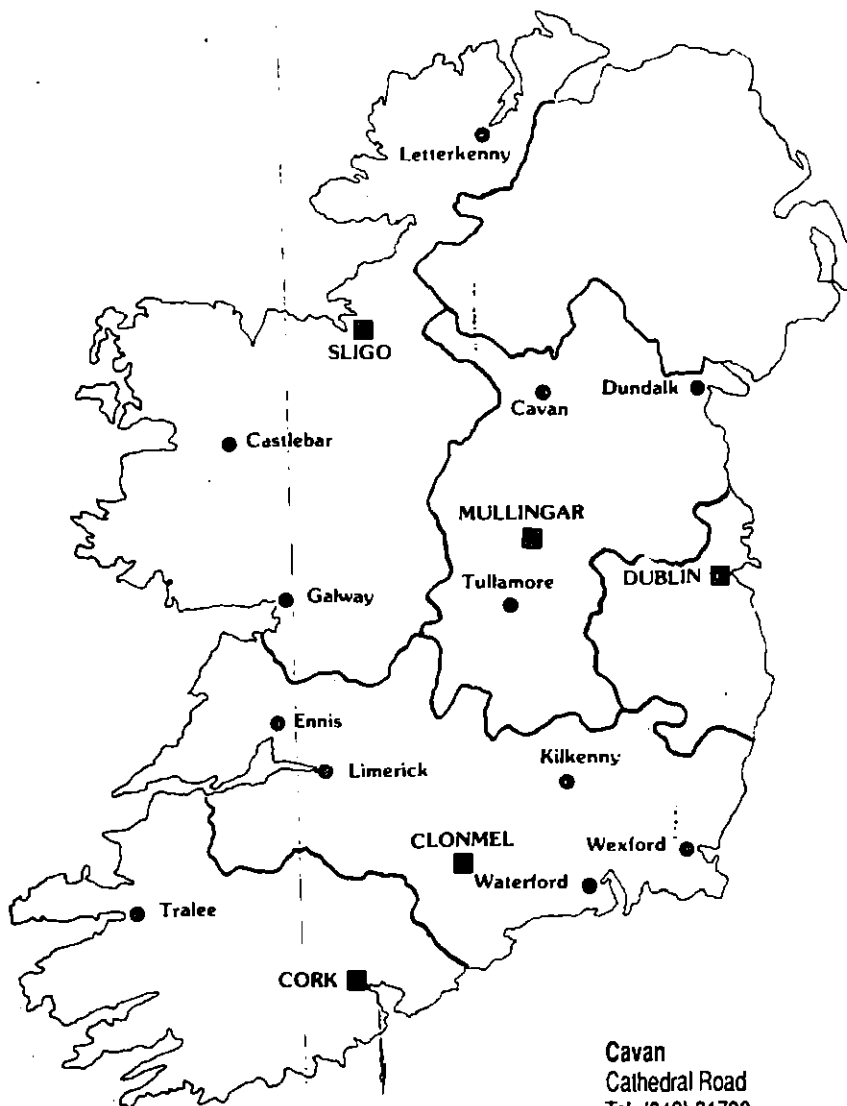 Letterkenny
SLIGO
Cavan
Dundalk
Castlebar
MULLINGAR
DUBLIN
Tullamore
Galway
Ennis
Limerick
Kilkenny
CLONMEL
Wexford
Waterford
Tralee
CORK
Cavan
Cathedral Road